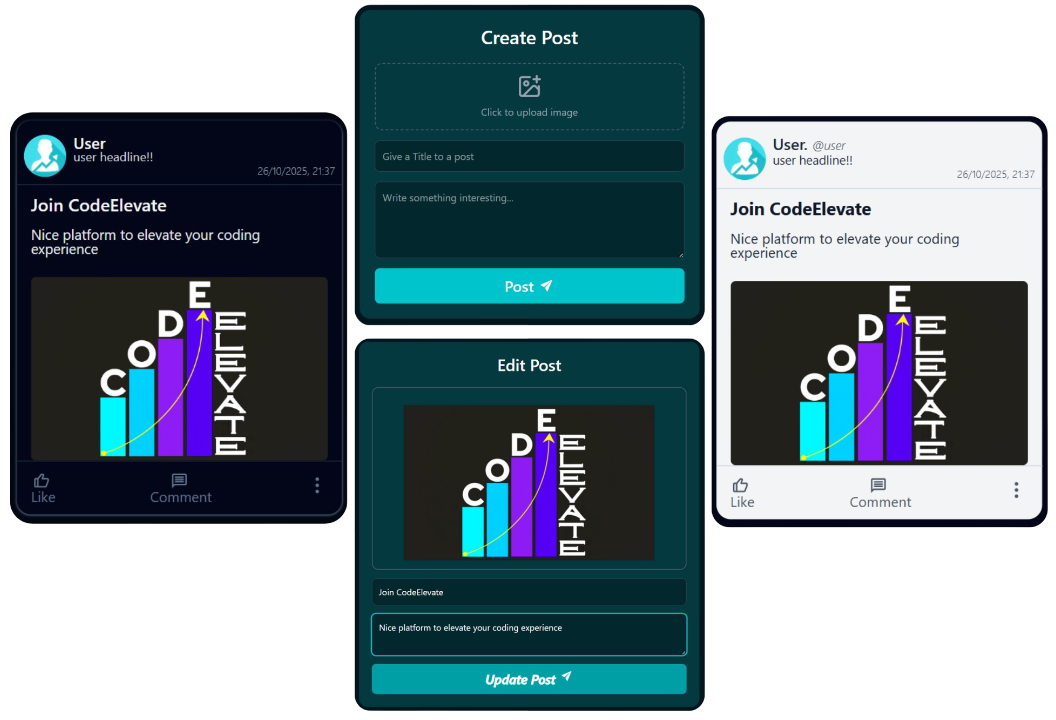 User
user headline!!
26/10/2025, 21:37
Join CodeElevate
Nice platform to elevate your coding
experience
CODE
ELEVATE
Like
Comment
Create Post
Click to upload image
Give a Title to a post
Write something interesting...
Post
Edit Post
CODE
ELEVATE
Join CodeElevate
Nice platform to elevate your coding experience
Update Post
User. @user
user headline!!
26/10/2025, 21:37
Join CodeElevate
Nice platform to elevate your coding
experience
CODE
ELEVATE
Like
Comment